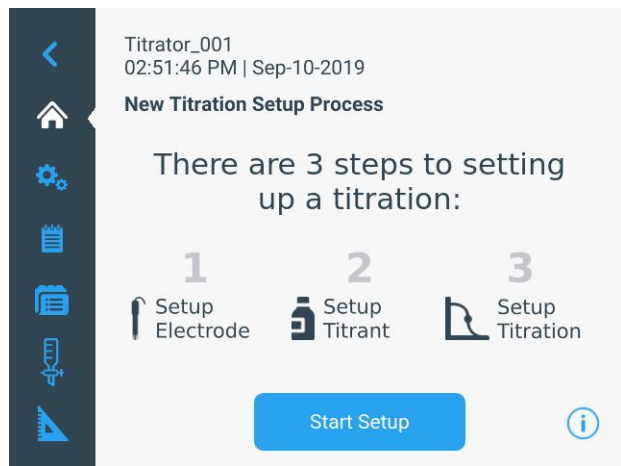 Titrator_001
02:51:46 PM | Sep-10-2019
New Titration Setup Process
There are 3 steps to setting
up a titration:
1
Setup
Electrode
2
Setup
Titrant
3
Setup
Titration
Start Setup
i